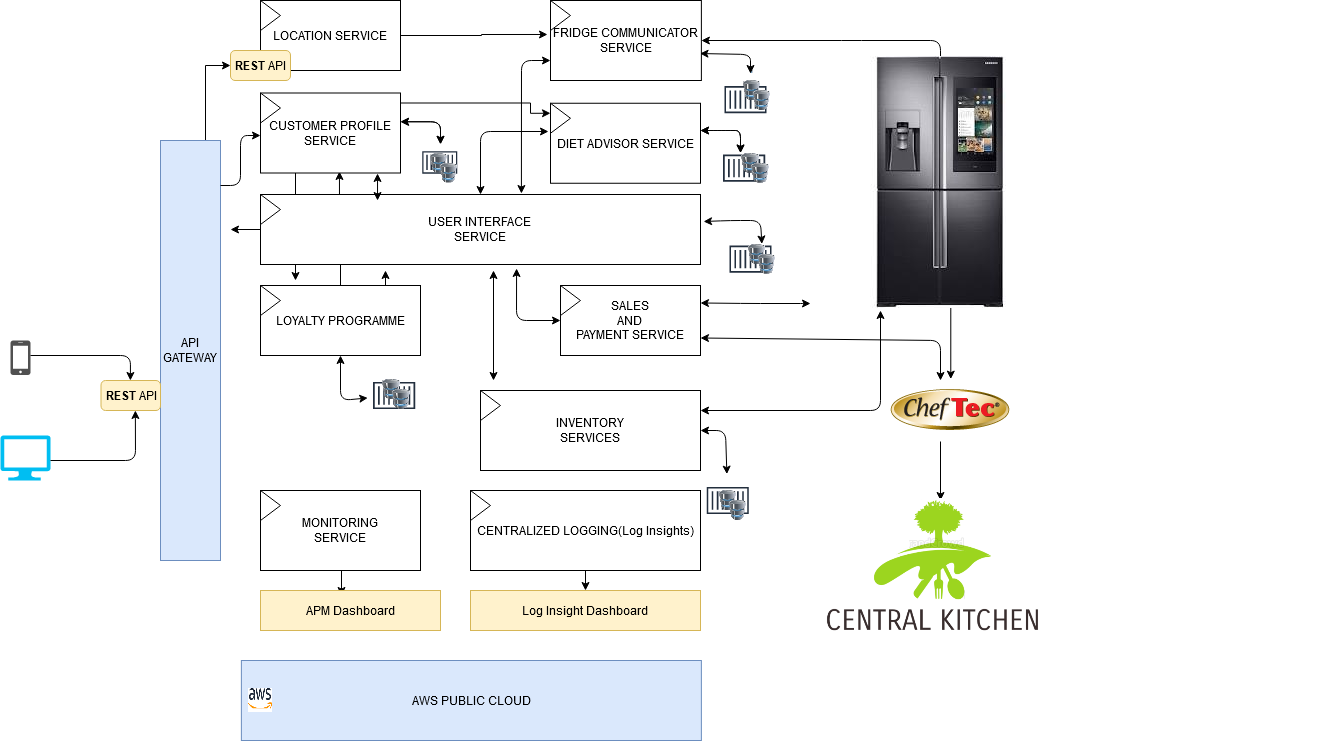 LOCATION SERVICE
FRIDGE COMMUNICATOR
SERVICE
REST API
CUSTOMER PROFILE
SERVICE
DIET ADVISOR SERVICE
USER INTERFACE
SERVICE
LOYALTY PROGRAMME
SALES
AND
PAYMENT SERVICE
API
GATEWAY
REST API
Chef Tec®
INVENTORY
SERVICES
MONITORING
SERVICE
CENTRALIZED LOGGING(Log Insights)
APM Dashboard
Log Insight Dashboard
CENTRAL KITCHEN
aws
AWS PUBLIC CLOUD